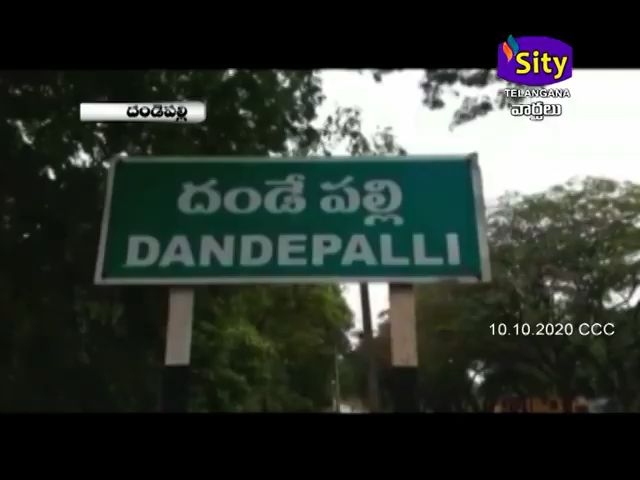 Sity
TELANGANA
వార్తలు
దండేపల్లి
దండే పల్లి
DANDEPALLI
10.10.2020 CCC